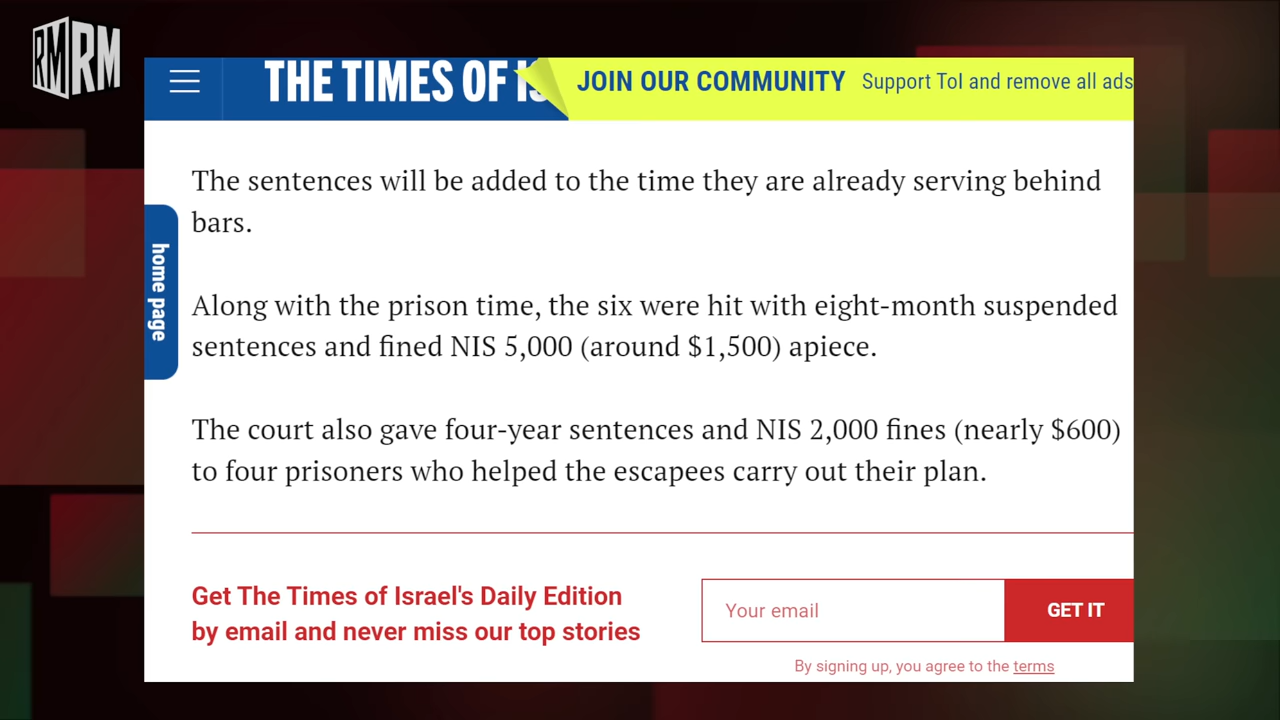 RMRM
THE TIMES OF IS
JOIN OUR COMMUNITY Support ToI and remove all ads
home page
The sentences will be added to the time they are already serving behind
bars.
Along with the prison time, the six were hit with eight-month suspended
sentences and fined NIS 5,000 (around $1,500) apiece.
The court also gave four-year sentences and NIS 2,000 fines (nearly $600)
to four prisoners who helped the escapees carry out their plan.
Get The Times of Israel's Daily Edition
by email and never miss our top stories
Your email
GET IT
By signing up, you agree to the terms